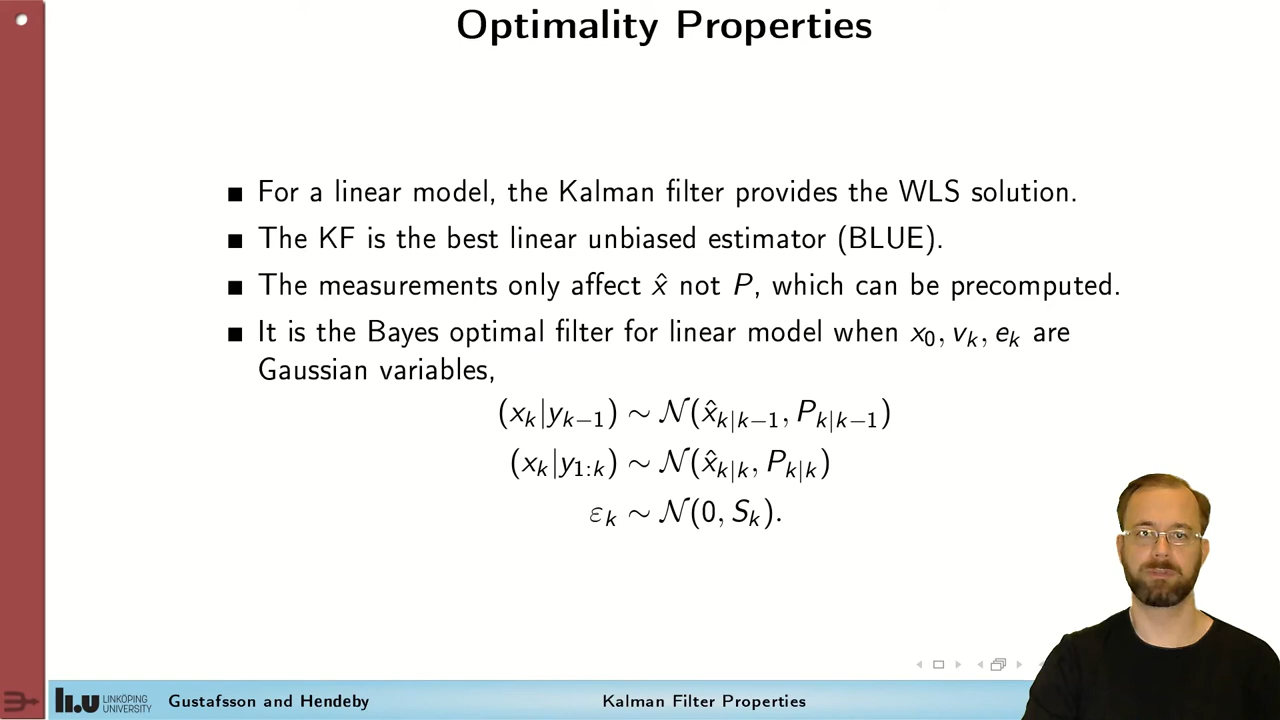 Optimality Properties
For a linear model, the Kalman filter provides the WLS solution.
The KF is the best linear unbiased estimator (BLUE).
The measurements only affect x̂ not P, which can be precomputed.
It is the Bayes optimal filter for linear model when x₀, vₖ, eₖ are
Gaussian variables,
(xₖ|yₖ₋₁) ∼ 𝒩(x̂ₖ|ₖ₋₁, Pₖ|ₖ₋₁)
(xₖ|y₁:ₖ) ∼ 𝒩(x̂ₖ|ₖ, Pₖ|ₖ)
εₖ ∼ 𝒩(0, Sₖ).
li.u LINKÖPING
UNIVERSITY
Gustafsson and Hendeby
Kalman Filter Properties